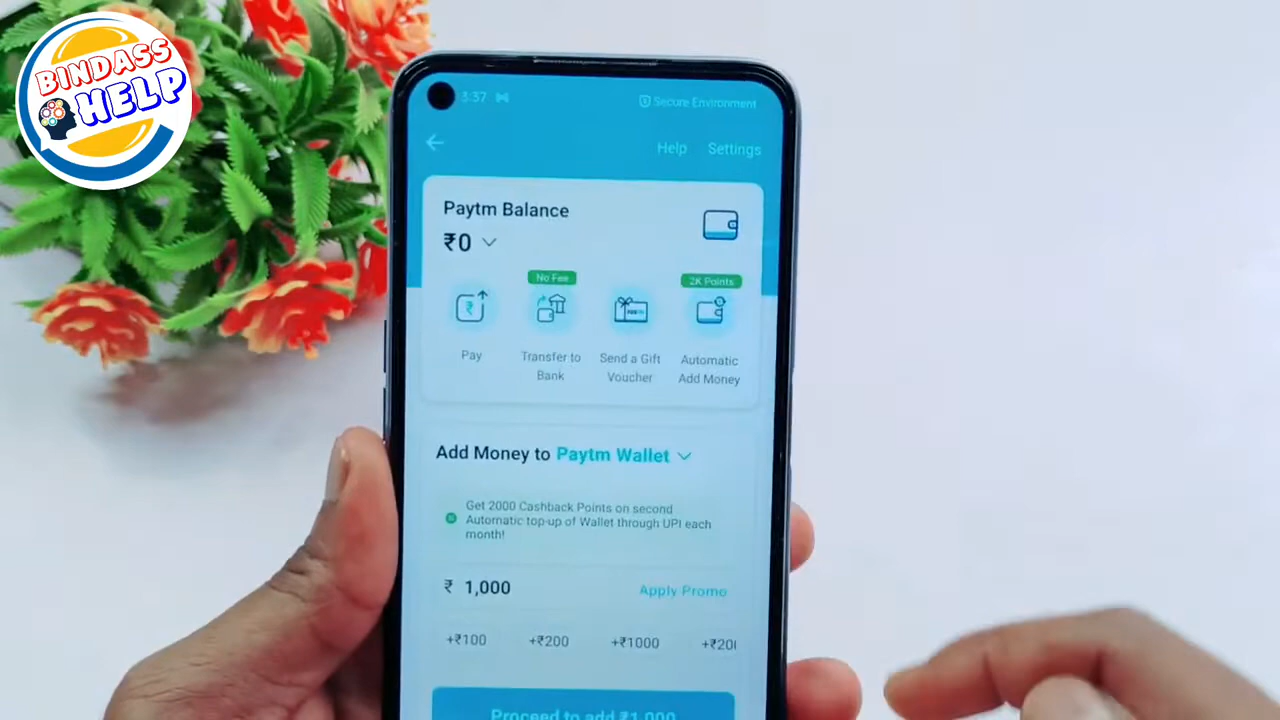 BINDASS
HELP
3:37
Secure Environment
Help Settings
Paytm Balance
₹0
No Fee
2K Points
Pay
Transfer to
Bank
Send a Gift
Voucher
Automatic
Add Money
Add Money to Paytm Wallet
Get 2000 Cashback Points on second
Automatic top-up of Wallet through UPI each
month!
₹ 1,000
Apply Promo
+₹100 +₹200 +₹1000 +₹200
Proceed to add ₹1,000